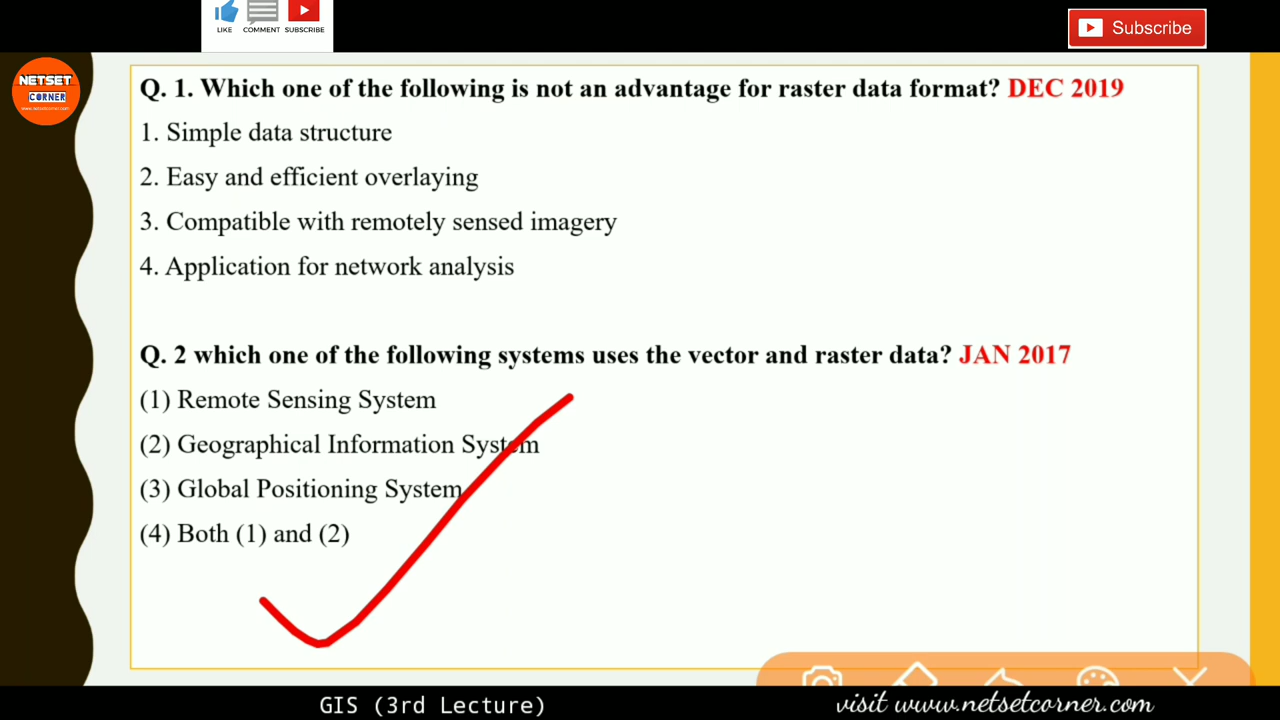 LIKE COMMENT SUBSCRIBE
Subscribe
NETSET
CORNER
www.netsetcorner.com
Q. 1. Which one of the following is not an advantage for raster data format? DEC 2019
1. Simple data structure
2. Easy and efficient overlaying
3. Compatible with remotely sensed imagery
4. Application for network analysis
Q. 2 which one of the following systems uses the vector and raster data? JAN 2017
(1) Remote Sensing System
(2) Geographical Information System
(3) Global Positioning System
(4) Both (1) and (2)
GIS (3rd Lecture)
visit www.netsetcorner.com